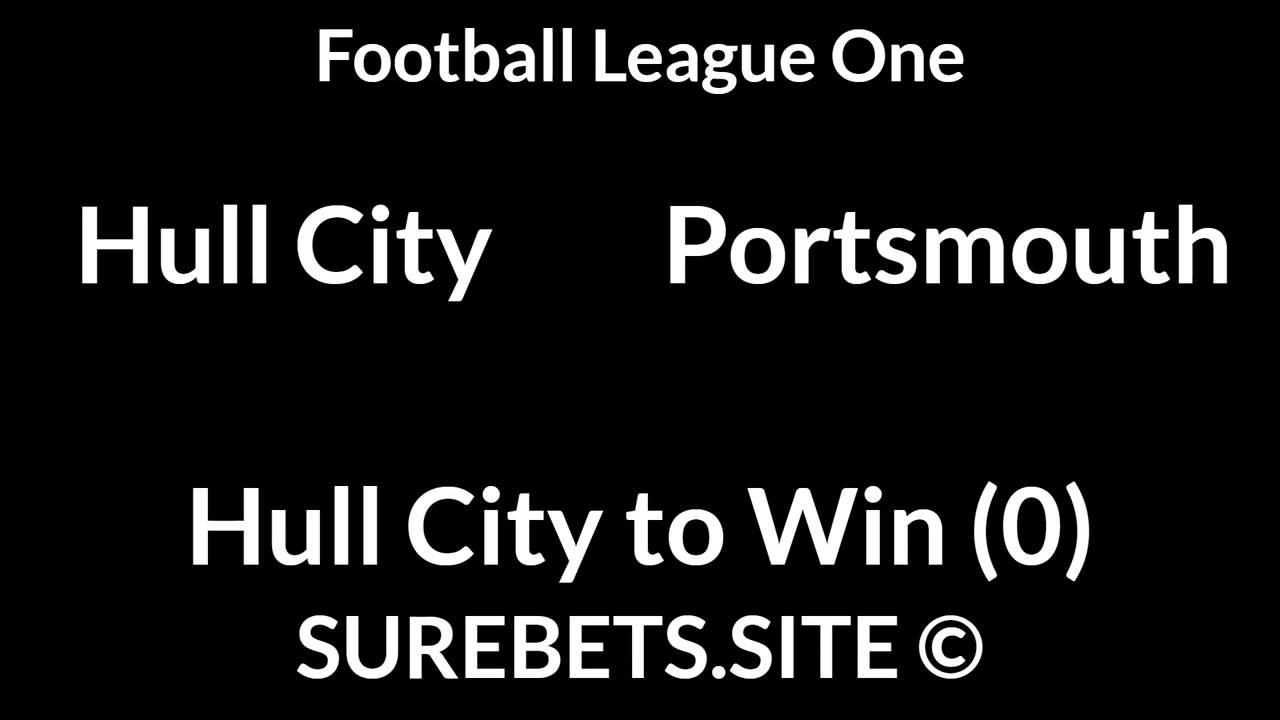 Football League One
Hull City Portsmouth
Hull City to Win (0)
SUREBETS.SITE ©